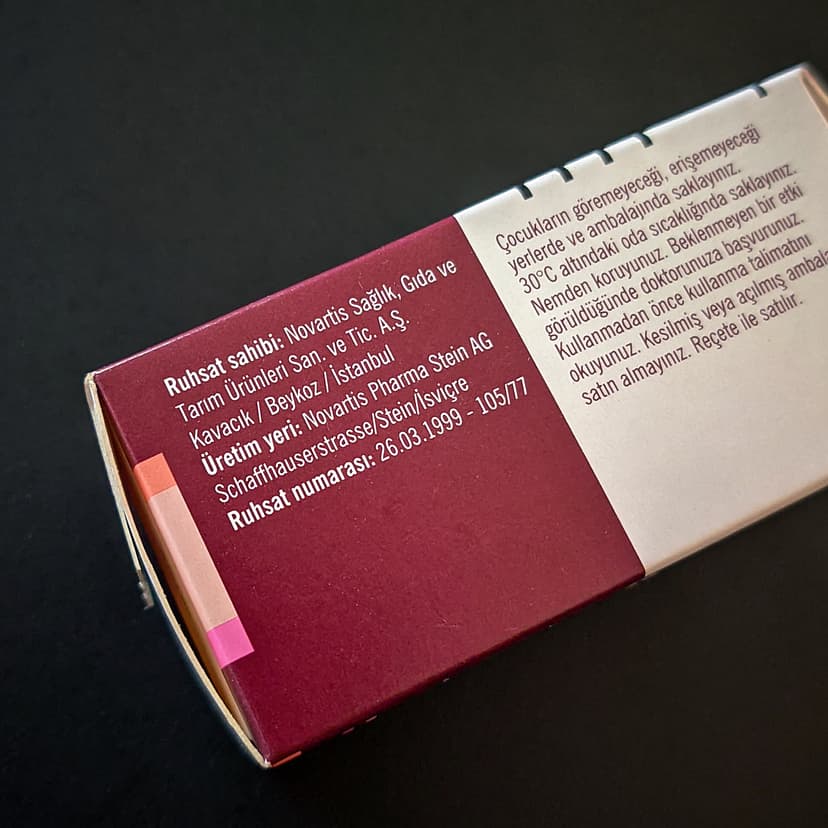 Ruhsat sahibi: Novartis Sağlık, Gıda ve
Tarım Ürünleri San. ve Tic. A.Ş.
Kavacık / Beykoz / İstanbul
Üretim yeri: Novartis Pharma Stein AG
Schaffhauserstrasse/Stein/İsviçre
Ruhsat numarası: 26.03.1999 - 105/77
Çocukların göremeyeceği, erişemeyeceği
yerlerde ve ambalajında saklayınız.
30°C altındaki oda sıcaklığında saklayınız.
Nemden koruyunuz. Beklenmeyen bir etki
görüldüğünde doktorunuza başvurunuz.
Kullanmadan önce kullanma talimatını
okuyunuz. Kesilmiş veya açılmış
satın almayınız. Reçete ile satılır.